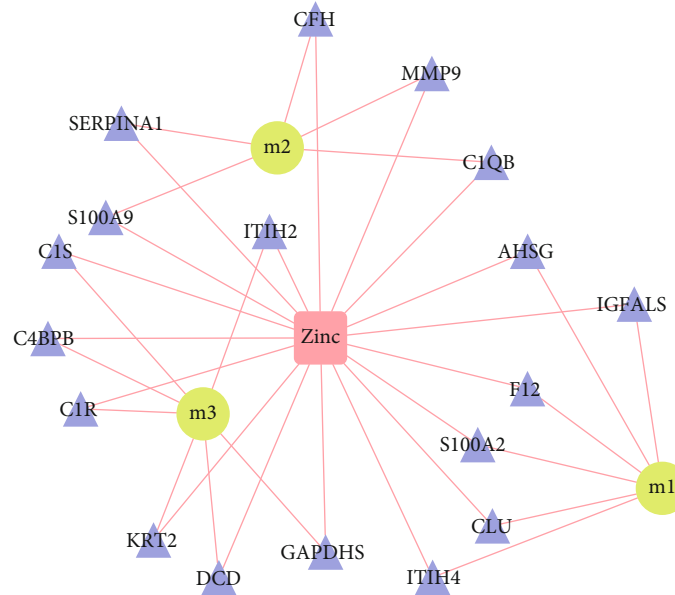 CFH
MMP9
SERPINA1
m2
C1QB
S100A9
ITIH2
C1S
AHSG
IGFALS
C4BPB
Zinc
F12
C1R
m3
S100A2
m1
CLU
KRT2
GAPDHS
DCD
ITIH4